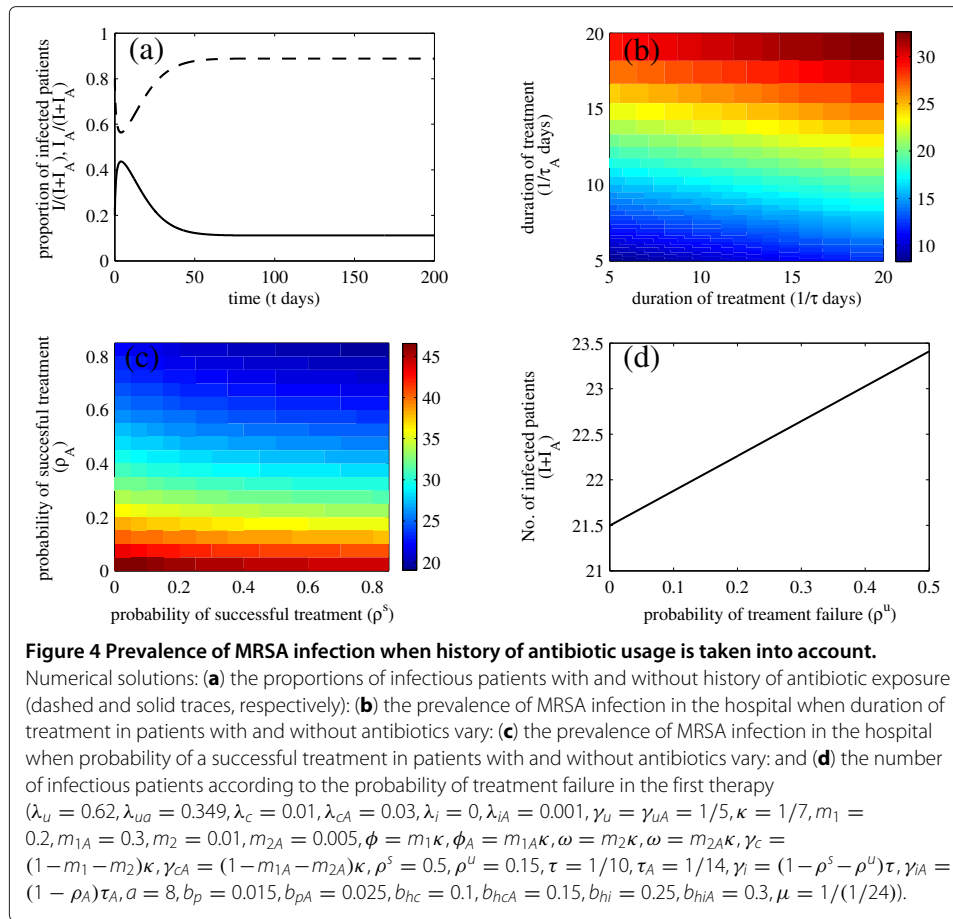 (a)
proportion of infected patients
I/(I+I_A), I_A/(I+I_A)
1
0.8
0.6
0.4
0.2
0
0
50
100
150
200
time (t days)
(b)
duration of treatment
(1/τ_A days)
20
15
10
5
10
15
20
duration of treatment (1/τ days)
30
25
20
15
10
(c)
probability of succesful treatment
(ρ_A)
0.8
0.6
0.4
0.2
0
0
0.2
0.4
0.6
0.8
probability of successful treatment (ρ^s)
45
40
35
30
25
20
(d)
No. of infected patients
(I+I_A)
23.5
23
22.5
22
21.5
21
0
0.1
0.2
0.3
0.4
0.5
probability of treament failure (ρ^u)
Figure 4 Prevalence of MRSA infection when history of antibiotic usage is taken into account.
Numerical solutions: (a) the proportions of infectious patients with and without history of antibiotic exposure
(dashed and solid traces, respectively): (b) the prevalence of MRSA infection in the hospital when duration of
treatment in patients with and without antibiotics vary: (c) the prevalence of MRSA infection in the hospital
when probability of a successful treatment in patients with and without antibiotics vary: and (d) the number
of infectious patients according to the probability of treatment failure in the first therapy
(λ_u = 0.62, λ_ua = 0.349, λ_c = 0.01, λ_cA = 0.03, λ_i = 0, λ_iA = 0.001, γ_u = γ_uA = 1/5, κ = 1/7, m_1 =
0.2, m_1A = 0.3, m_2 = 0.01, m_2A = 0.005, ϕ = m_1κ, ϕ_A = m_1Aκ, ω = m_2κ, ω = m_2Aκ, γ_c =
(1−m_1−m_2)κ, γ_cA = (1−m_1A−m_2A)κ, ρ^s = 0.5, ρ^u = 0.15, τ = 1/10, τ_A = 1/14, γ_i = (1−ρ^s−ρ^u)τ, γ_iA =
(1 − ρ_A)τ_A, a = 8, b_p = 0.015, b_pA = 0.025, b_hc = 0.1, b_hcA = 0.15, b_hi = 0.25, b_hiA = 0.3, μ = 1/(1/24)).